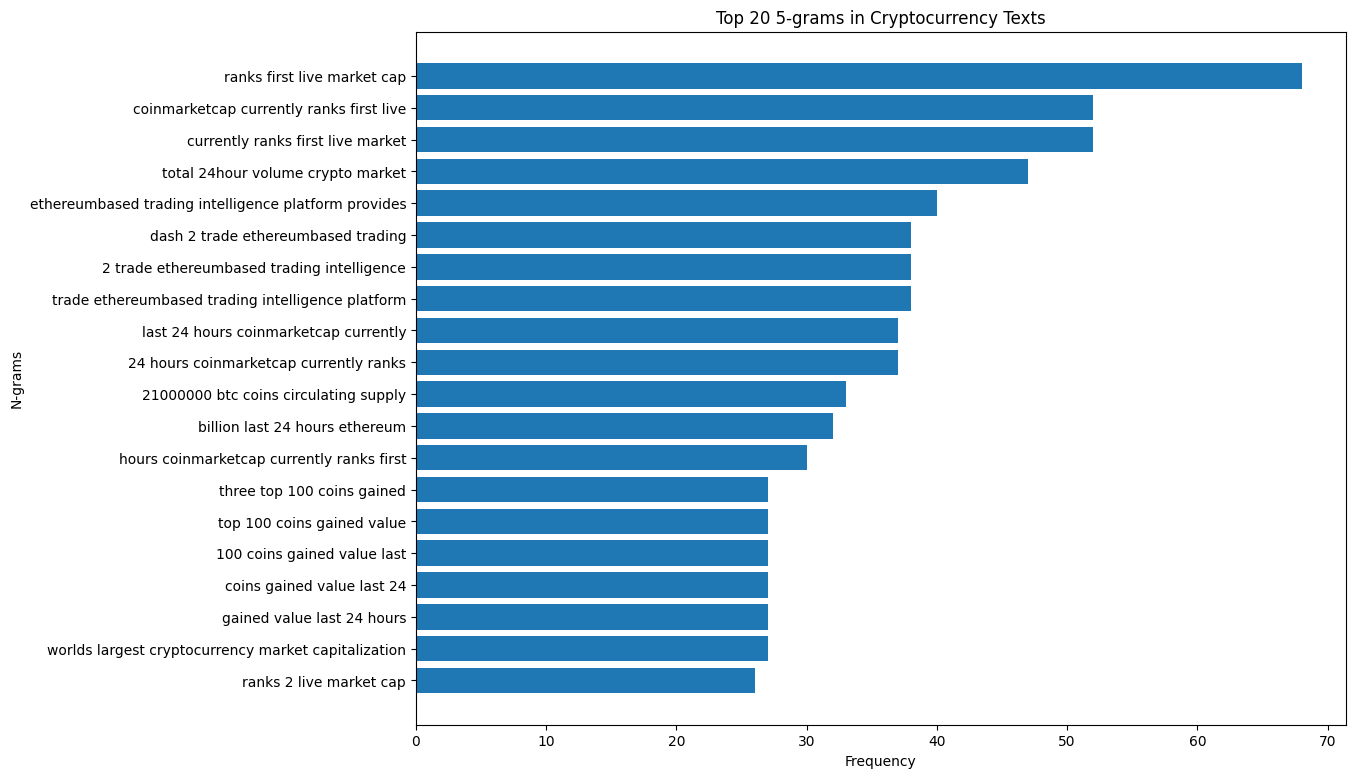 Top 20 5-grams in Cryptocurrency Texts
ranks first live market cap
coinmarketcap currently ranks first live
currently ranks first live market
total 24hour volume crypto market
ethereumbased trading intelligence platform provides
dash 2 trade ethereumbased trading
2 trade ethereumbased trading intelligence
trade ethereumbased trading intelligence platform
last 24 hours coinmarketcap currently
24 hours coinmarketcap currently ranks
21000000 btc coins circulating supply
billion last 24 hours ethereum
hours coinmarketcap currently ranks first
three top 100 coins gained
top 100 coins gained value
100 coins gained value last
coins gained value last 24
gained value last 24 hours
worlds largest cryptocurrency market capitalization
ranks 2 live market cap
N-grams
0 10 20 30 40 50 60 70
Frequency